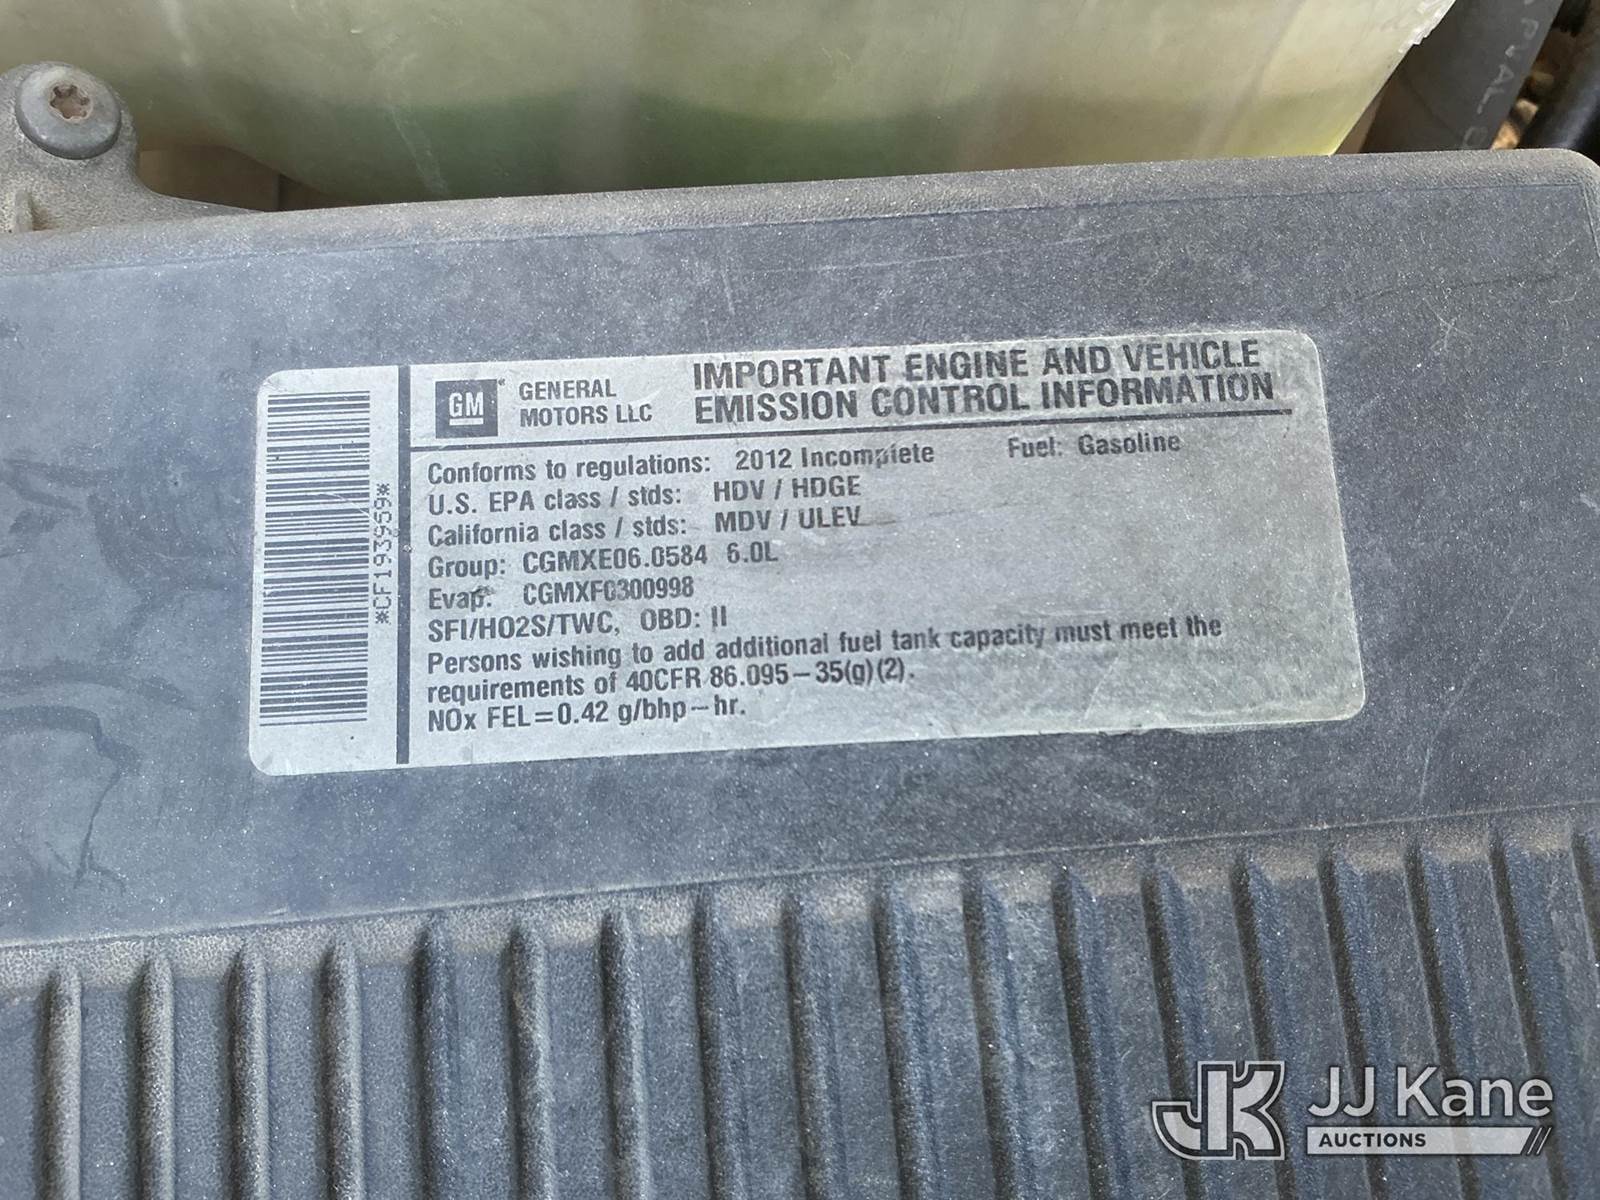 GM
GENERAL
MOTORS LLC
IMPORTANT ENGINE AND VEHICLE
EMISSION CONTROL INFORMATION
Conforms to regulations: 2012 Incomplete Fuel: Gasoline
U.S. EPA class / stds: HDV / HDGE
California class / stds: MDV / ULEV
Group: CGMXE06.0584 6.0L
Evap: CGMXF0300998
SFI/HO2S/TWC, OBD: II
Persons wishing to add additional fuel tank capacity must meet the
requirements of 40CFR 86.095-35(g)(2).
NOx FEL=0.42 g/bhp-hr.
*CF193959*
JK JJ Kane
AUCTIONS